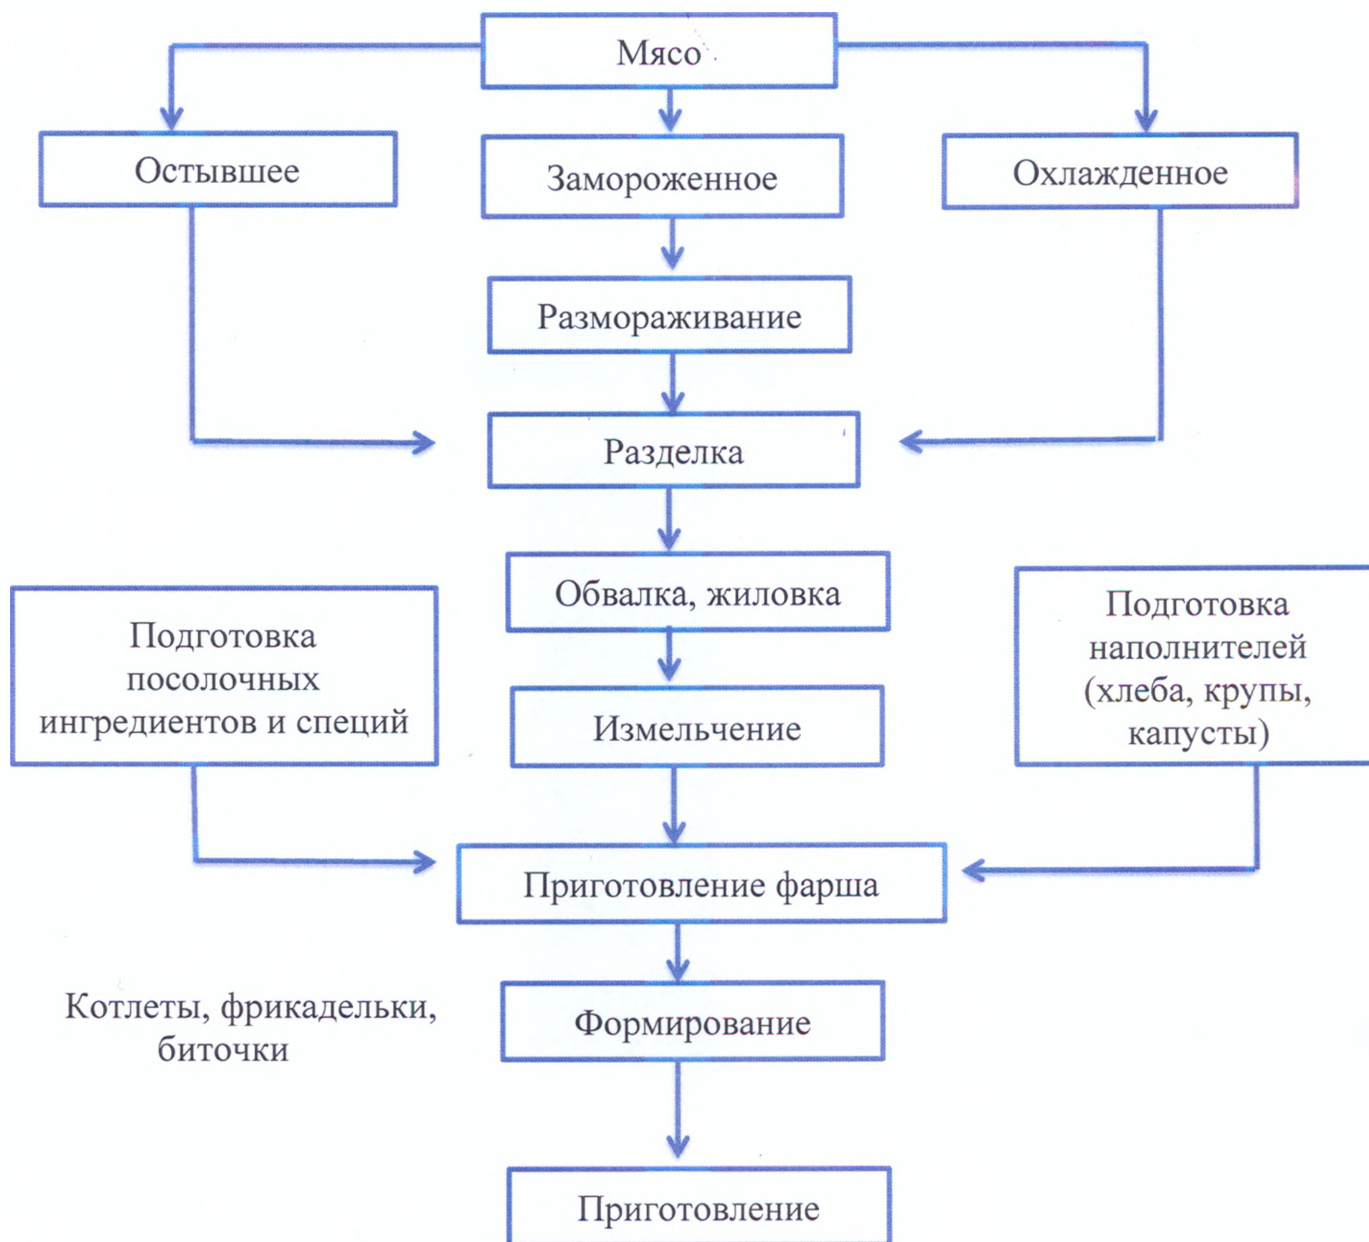 Мясо
Остывшее
Замороженное
Охлажденное
Размораживание
Разделка
Обвалка, жиловка
Подготовка
посолочных
ингредиентов и специй
Измельчение
Подготовка
наполнителей
(хлеба, крупы,
капусты)
Приготовление фарша
Котлеты, фрикадельки,
биточки
Формирование
Приготовление